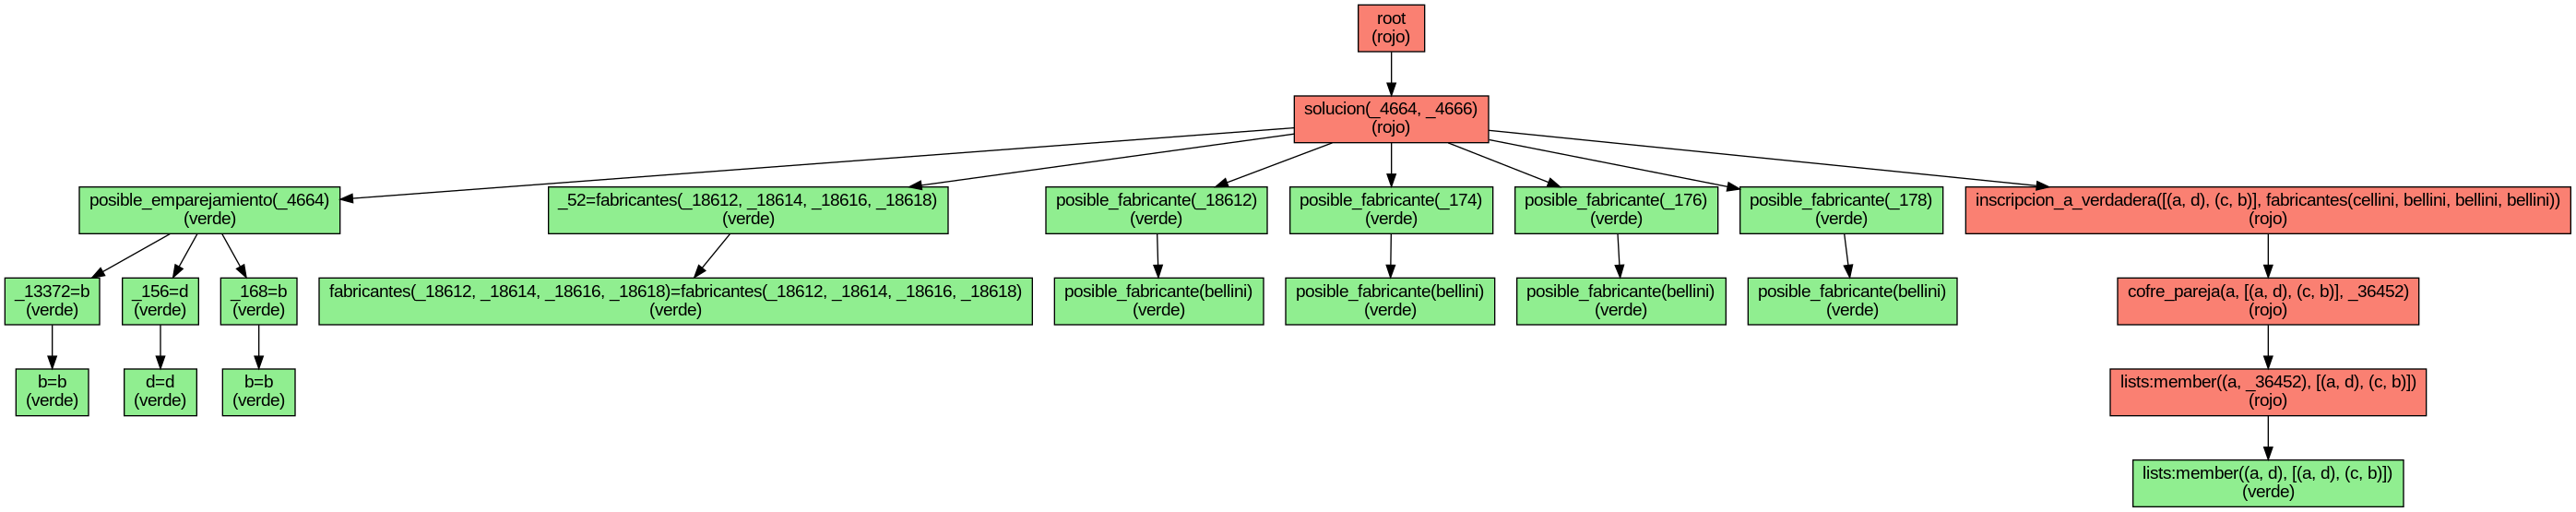 root
(rojo)
solucion(_4664, _4666)
(rojo)
posible_emparejamiento(_4664)
(verde)
_52=fabricantes(_18612, _18614, _18616, _18618)
(verde)
posible_fabricante(_18612)
(verde)
posible_fabricante(_174)
(verde)
posible_fabricante(_176)
(verde)
posible_fabricante(_178)
(verde)
inscripcion_a_verdadera([(a, d), (c, b)], fabricantes(cellini, bellini, bellini, bellini))
(rojo)
_13372=b
(verde)
_156=d
(verde)
_168=b
(verde)
fabricantes(_18612, _18614, _18616, _18618)=fabricantes(_18612, _18614, _18616, _18618)
(verde)
posible_fabricante(bellini)
(verde)
posible_fabricante(bellini)
(verde)
posible_fabricante(bellini)
(verde)
posible_fabricante(bellini)
(verde)
cofre_pareja(a, [(a, d), (c, b)], _36452)
(rojo)
b=b
(verde)
d=d
(verde)
b=b
(verde)
lists:member((a, _36452), [(a, d), (c, b)])
(rojo)
lists:member((a, d), [(a, d), (c, b)])
(verde)